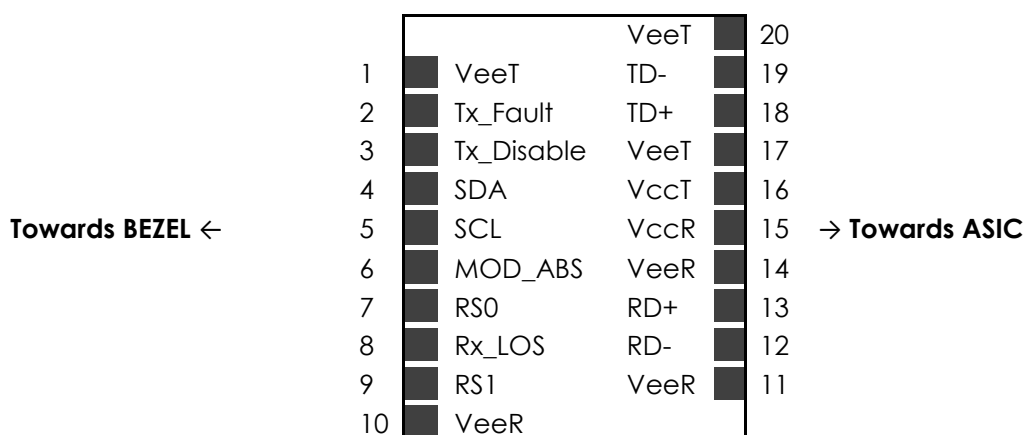 VeeT 20
1 VeeT TD- 19
2 Tx_Fault TD+ 18
3 Tx_Disable VeeT 17
4 SDA VccT 16
Towards BEZEL ← 5 SCL VccR 15 → Towards ASIC
6 MOD_ABS VeeR 14
7 RS0 RD+ 13
8 Rx_LOS RD- 12
9 RS1 VeeR 11
10 VeeR